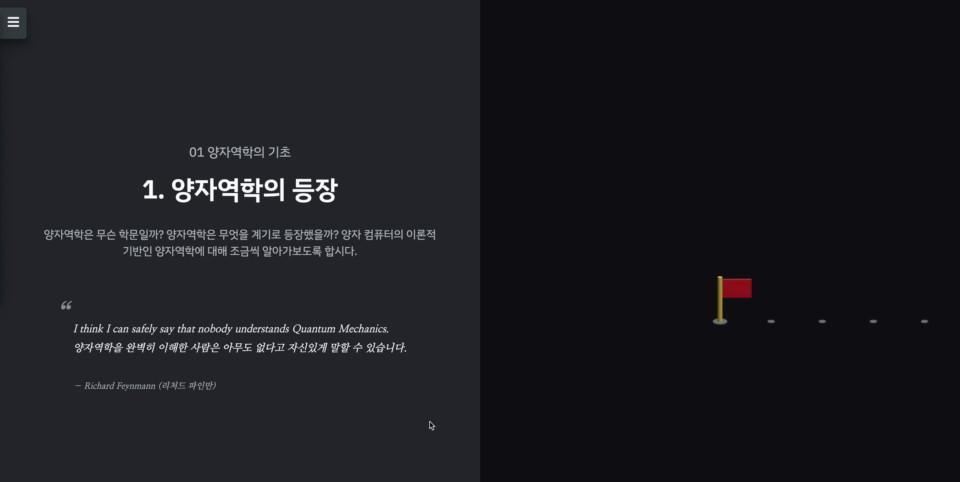 01 양자역학의 기초
1. 양자역학의 등장
양자역학은 무슨 학문일까? 양자역학은 무엇을 계기로 등장했을까? 양자 컴퓨터의 이론적
기반인 양자역학에 대해 조금씩 알아가보도록 합시다.
“
I think I can safely say that nobody understands Quantum Mechanics.
양자역학을 완벽히 이해한 사람은 아무도 없다고 자신있게 말할 수 있습니다.
— Richard Feynmann (리처드 파인만)